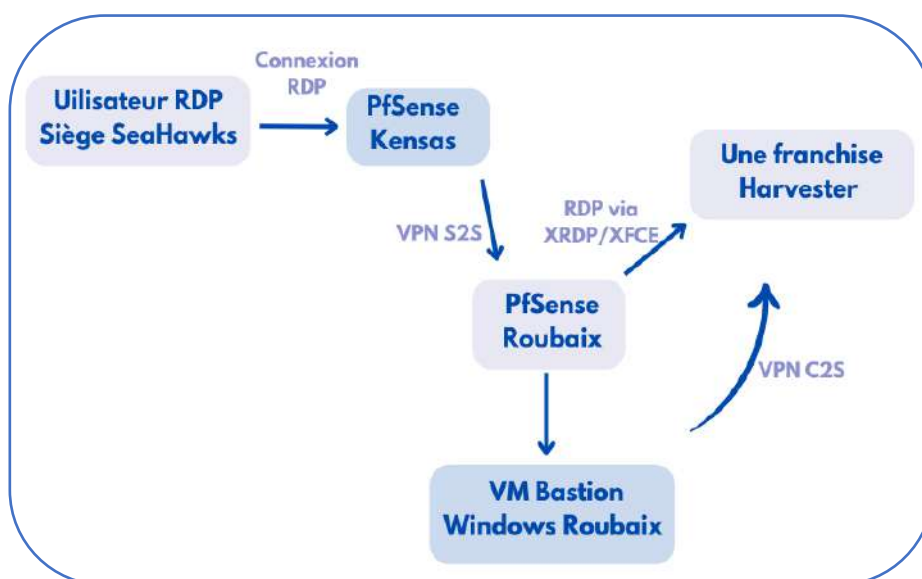 Connexion
RDP
Uilisateur RDP
Siège SeaHawks
PfSense
Kensas
Une franchise
Harvester
RDP via
XRDP/XFCE
VPN S2S
PfSense
Roubaix
VPN C2S
VM Bastion
Windows Roubaix